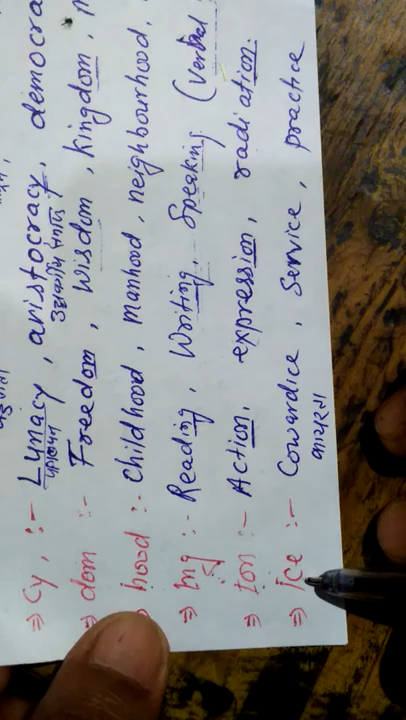 ⇒ Cy, :- Lunacy, aristocracy, democra
⇒ dom :- Freedom, Wisdom, kingdom,
⇒ hood :- Childhood, manhood, neighbourhood,
⇒ Ing :- Reading, Writing, Speaking (Verbal
⇒ Ion :- Action, expression, radiation.
⇒ Ice :- Cowardice, Service, practice
कायरता